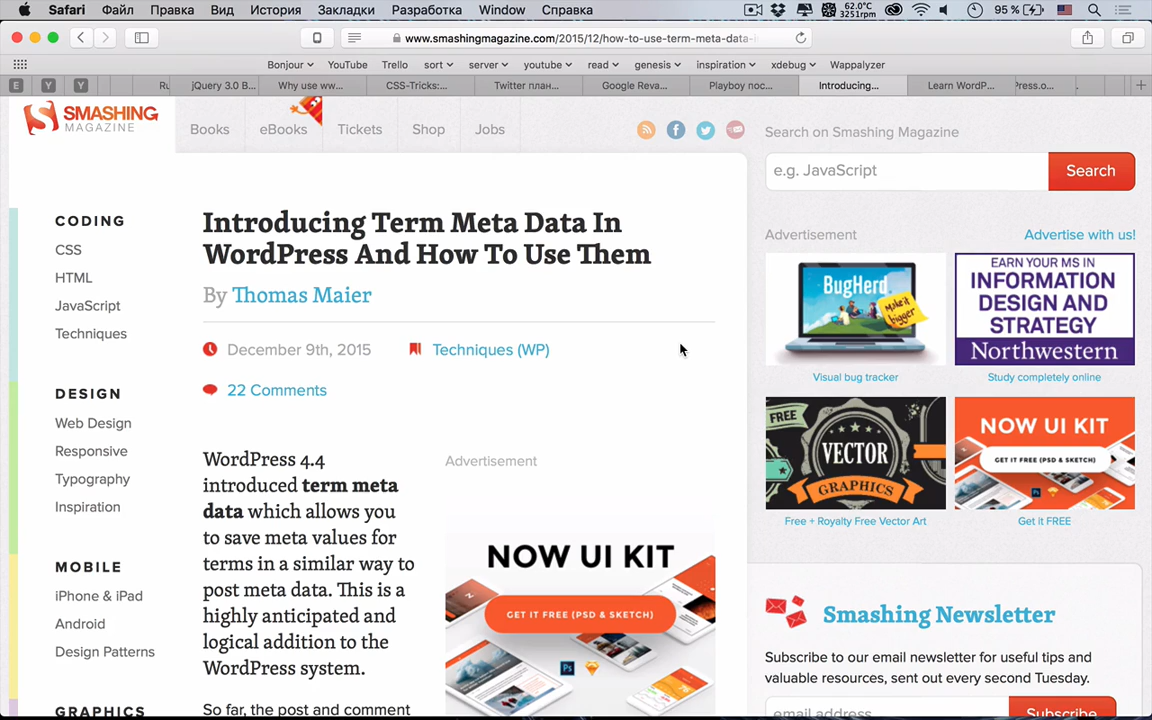 Safari Файл Правка Вид История Закладки Разработка Window Справка 62.0°C 3251rpm 95 %
www.smashingmagazine.com/2015/12/how-to-use-term-meta-data-
Bonjour YouTube Trello sort server youtube read genesis inspiration xdebug Wappalyzer
E Y Y Ru jQuery 3.0 B... Why use ww... CSS-Tricks:... Twitter план... Google Reva... Playboy пос... Introducing... Learn WordP... Press.o...
SMASHING
MAGAZINE
Books eBooks Tickets Shop Jobs
Search on Smashing Magazine
e.g. JavaScript Search
CODING
CSS
HTML
JavaScript
Techniques
DESIGN
Web Design
Responsive
Typography
Inspiration
MOBILE
iPhone & iPad
Android
Design Patterns
GRAPHICS
Introducing Term Meta Data In
WordPress And How To Use Them
By Thomas Maier
December 9th, 2015 Techniques (WP)
22 Comments
WordPress 4.4
introduced term meta
data which allows you
to save meta values for
terms in a similar way to
post meta data. This is a
highly anticipated and
logical addition to the
WordPress system.
So far, the post and comment
Advertisement
NOW UI KIT
GET IT FREE (PSD & SKETCH)
Ps
Advertisement Advertise with us!
BugHerd
Make it
bigger
Visual bug tracker
EARN YOUR MS IN
INFORMATION
DESIGN AND
STRATEGY
Northwestern
Study completely online
FREE
VECTOR
GRAPHICS
Free + Royalty Free Vector Art
NOW UI KIT
GET IT FREE (PSD & SKETCH)
Get it FREE
Smashing Newsletter
Subscribe to our email newsletter for useful tips and
valuable resources, sent out every second Tuesday.
email address Subscribe